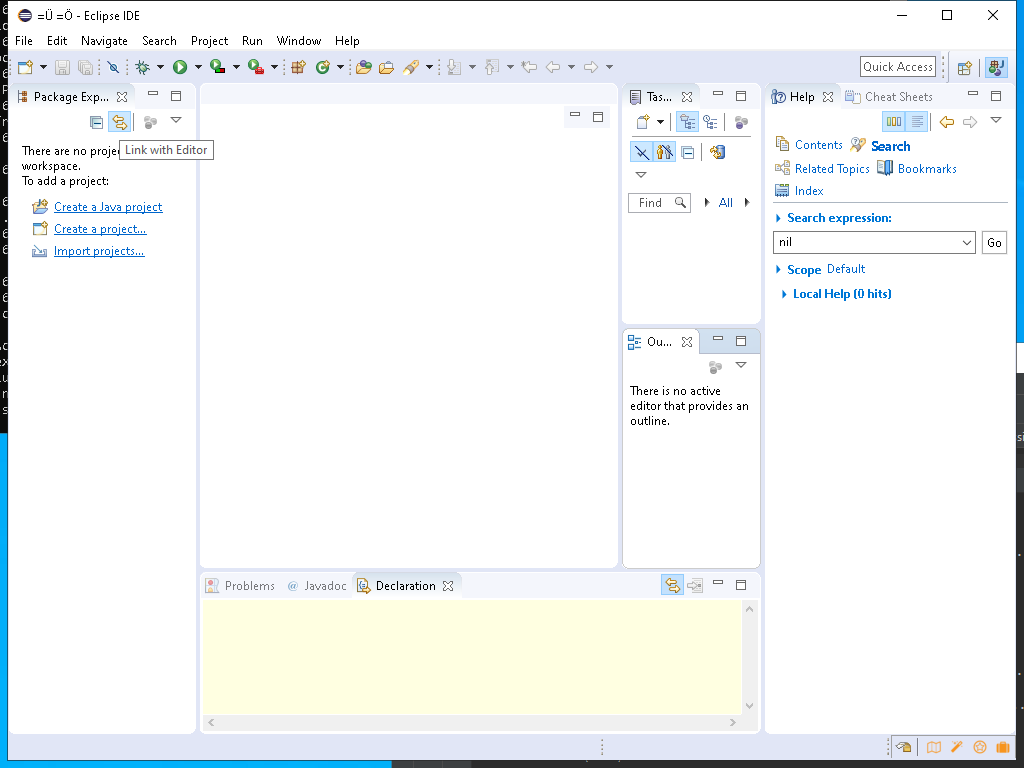 =Ü =Ö - Eclipse IDE
File Edit Navigate Search Project Run Window Help
Quick Access
Package Exp...
Link with Editor
There are no proje
workspace.
To add a project:
Create a Java project
Create a project...
Import projects...
Tas...
Find
All
Ou...
There is no active
editor that provides an
outline.
Help Cheat Sheets
Contents Search
Related Topics Bookmarks
Index
Search expression:
nil Go
Scope Default
Local Help (0 hits)
Problems @ Javadoc Declaration